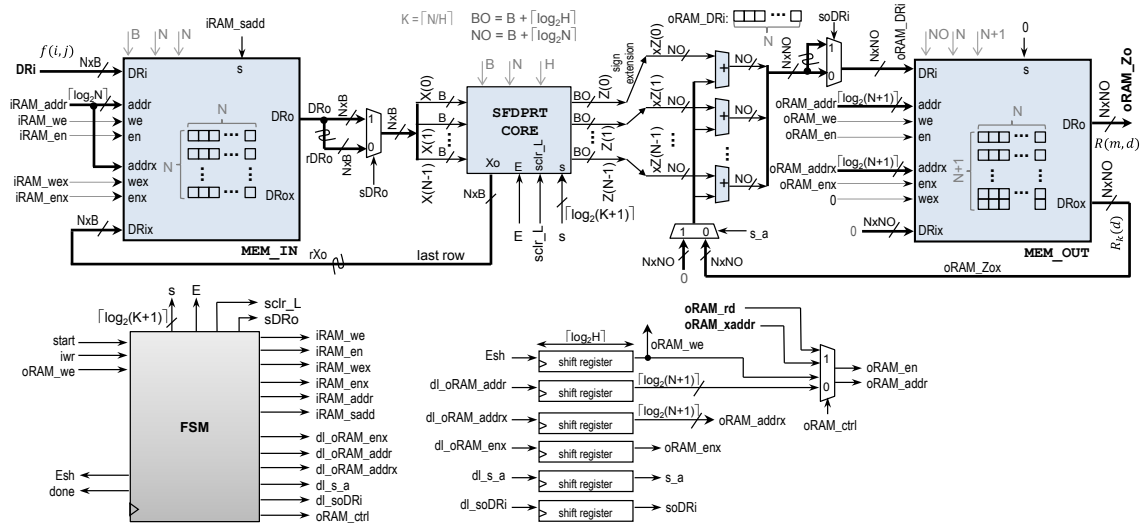 iRAM_sadd
B N N
f(i,j)
DRi
NxB
iRAM_addr
⌈log₂N⌉
iRAM_we
iRAM_en
iRAM_wex
iRAM_enx
NxB
DRi
addr
we
en
addrx
wex
enx
DRix
s
N
N
DRo
DRox
MEM_IN
DRo
NxB
rDRo
NxB
1
0
sDRo
NxB
K = ⌈N/H⌉
BO = B + ⌈log₂H⌉
NO = B + ⌈log₂N⌉
B N H
X(0)
X(1)
X(N-1)
B
B
B
SFDPRT
CORE
Xo
E
sclr_L
s
NxB
E
sclr_L
s
⌈log₂(K+1)⌉
rXo
last row
BO
BO
BO
Z(0)
Z(1)
Z(N-1)
sign
extension
xZ(0)
xZ(1)
xZ(N-1)
NO
NO
NO
+
+
+
NO
NO
NO
1 0
s_a
NxNO
NxNO
0
oRAM_Zox
oRAM_DRi:
N
NxNO
soDRi
1
0
NxNO
oRAM_DRi
NO N N+1
0
oRAM_addr
⌈log₂(N+1)⌉
oRAM_we
oRAM_en
oRAM_addrx
⌈log₂(N+1)⌉
oRAM_enx
0
0
NxNO
DRi
addr
we
en
addrx
enx
wex
DRix
s
N
N+1
DRo
DRox
MEM_OUT
NxNO
oRAM_Zo
R(m,d)
NxNO
R_k(d)
s
E
sclr_L
sDRo
⌈log₂(K+1)⌉
start
iwr
oRAM_we
FSM
Esh
done
iRAM_we
iRAM_en
iRAM_wex
iRAM_enx
iRAM_addr
iRAM_sadd
dl_oRAM_enx
dl_oRAM_addr
dl_oRAM_addrx
dl_s_a
dl_soDRi
oRAM_ctrl
⌈log₂H⌉
Esh
shift register
oRAM_we
dl_oRAM_addr
shift register
⌈log₂(N+1)⌉
dl_oRAM_addrx
shift register
⌈log₂(N+1)⌉
oRAM_addrx
dl_oRAM_enx
shift register
oRAM_enx
dl_s_a
shift register
s_a
dl_soDRi
shift register
soDRi
oRAM_rd
oRAM_xaddr
1
0
oRAM_en
oRAM_addr
oRAM_ctrl